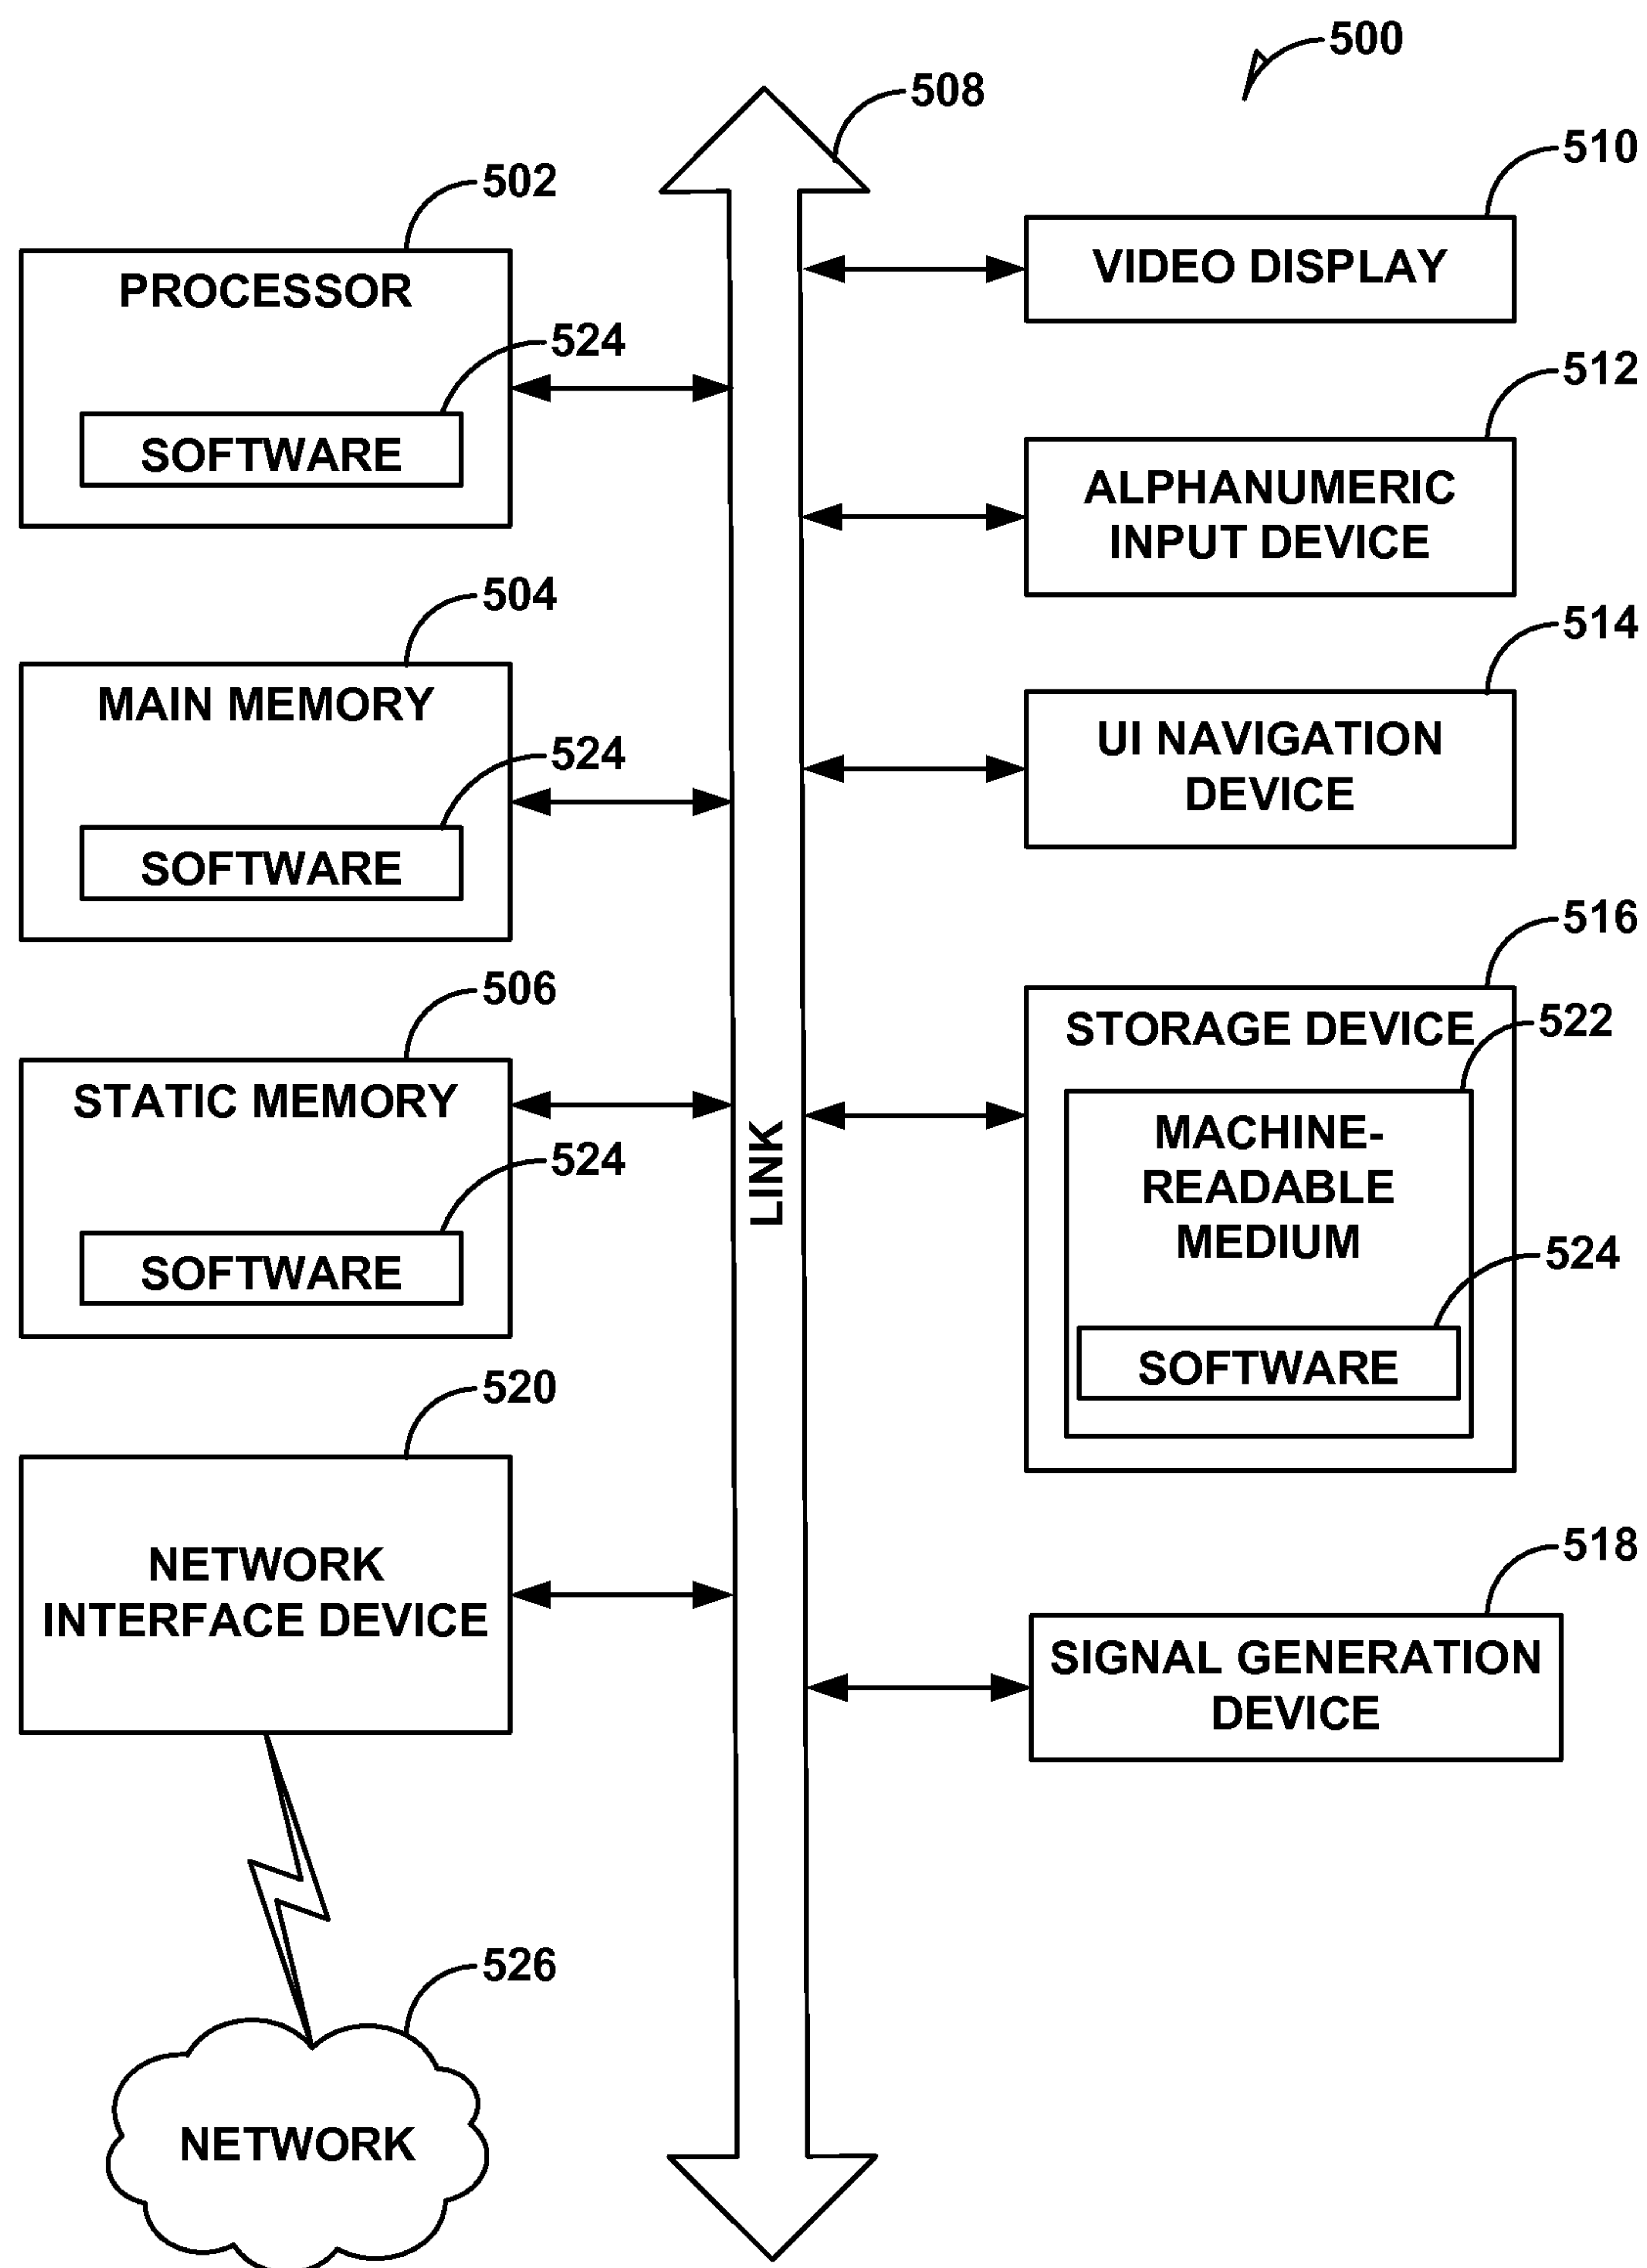 500
508
502
PROCESSOR
524
SOFTWARE
504
MAIN MEMORY
524
SOFTWARE
506
STATIC MEMORY
524
SOFTWARE
520
NETWORK
INTERFACE DEVICE
526
NETWORK
LINK
510
VIDEO DISPLAY
512
ALPHANUMERIC
INPUT DEVICE
514
UI NAVIGATION
DEVICE
516
STORAGE DEVICE
522
MACHINE-
READABLE
MEDIUM
524
SOFTWARE
518
SIGNAL GENERATION
DEVICE